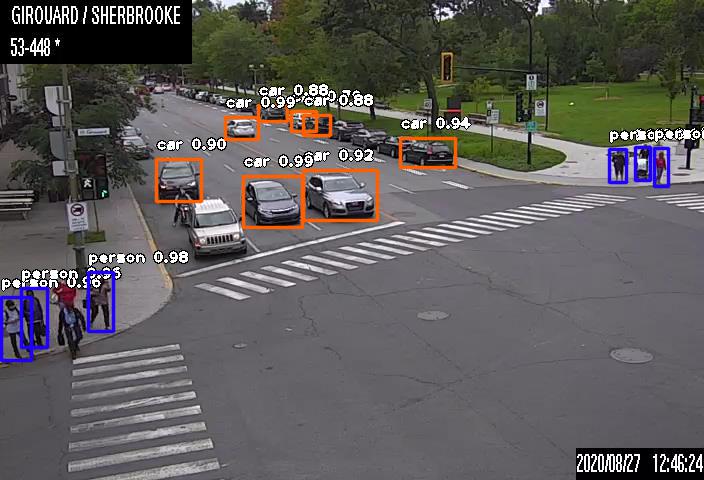 GIROUARD / SHERBROOKE
53-448 *
car 0.88
car 0.99
car 0.88
car 0.94
car 0.90
car 0.99
car 0.92
person 0.98
person 0.96
person 0.96
2020/08/27 12:46:24